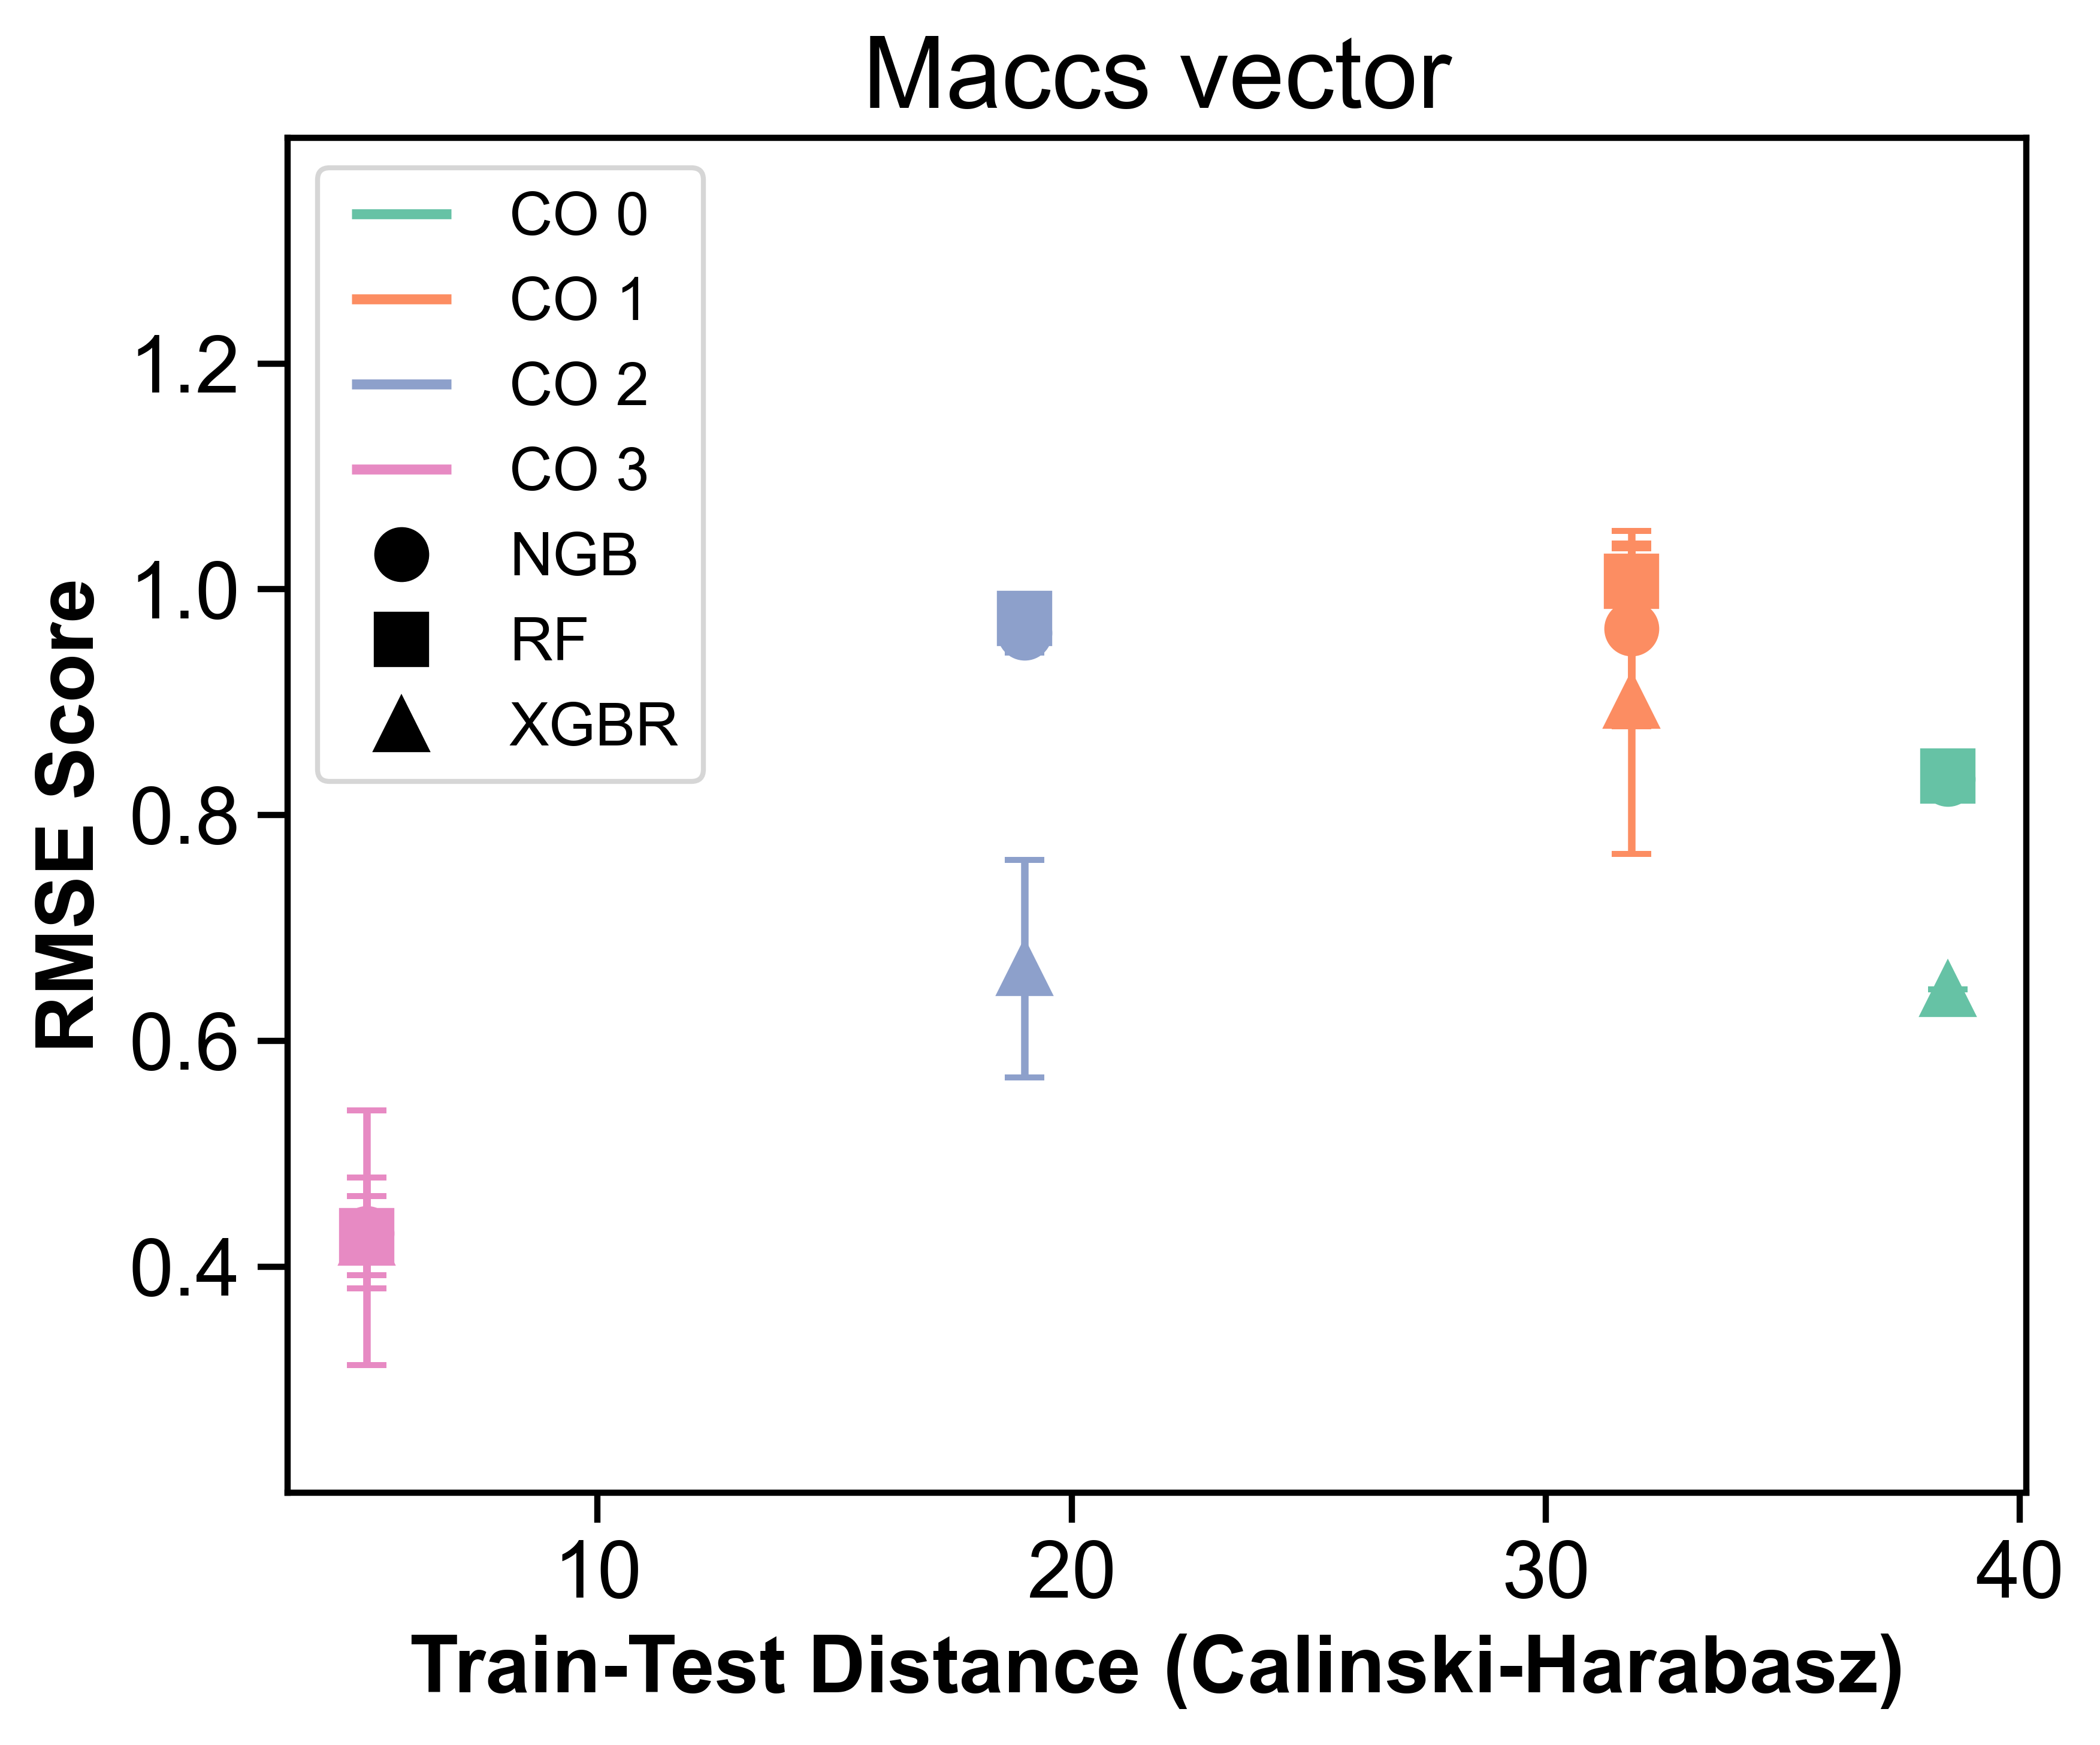 Maccs vector
CO 0
CO 1
CO 2
CO 3
NGB
RF
XGBR
RMSE Score
1.2
1.0
0.8
0.6
0.4
10 20 30 40
Train-Test Distance (Calinski-Harabasz)